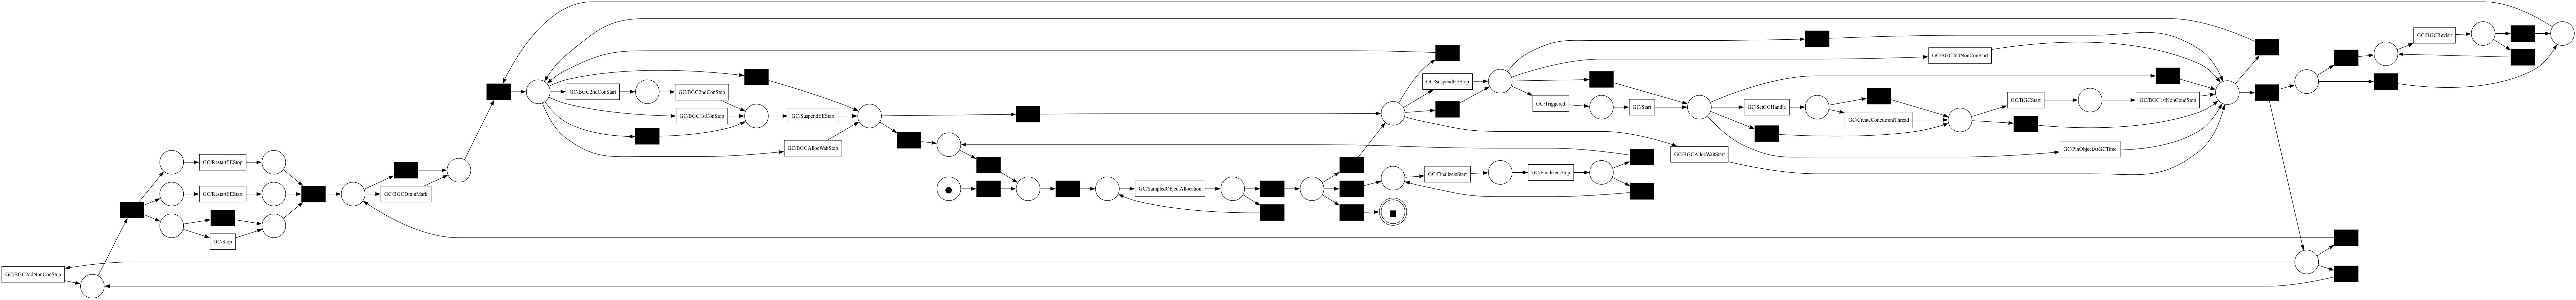 GC/BGCRevisit
GC/BGC2ndNonConStart
GC/SuspendEEStop
GC/BGC2ndConStart
GC/BGC2ndConStop
GC/Triggered
GC/Start
GC/SetGCHandle
GC/BGCStart
GC/BGC1stNonCondStop
GC/BGC1stConStop
GC/SuspendEEStart
GC/CreateConcurrentThread
GC/BGCAllocWaitStop
GC/PinObjectAtGCTime
GC/BGCAllocWaitStart
GC/RestartEEStop
GC/FinalizersStart
GC/FinalizersStop
GC/RestartEEStart
GC/BGCDrainMark
GC/SampledObjectAllocation
GC/Stop
GC/BGC2ndNonConStop